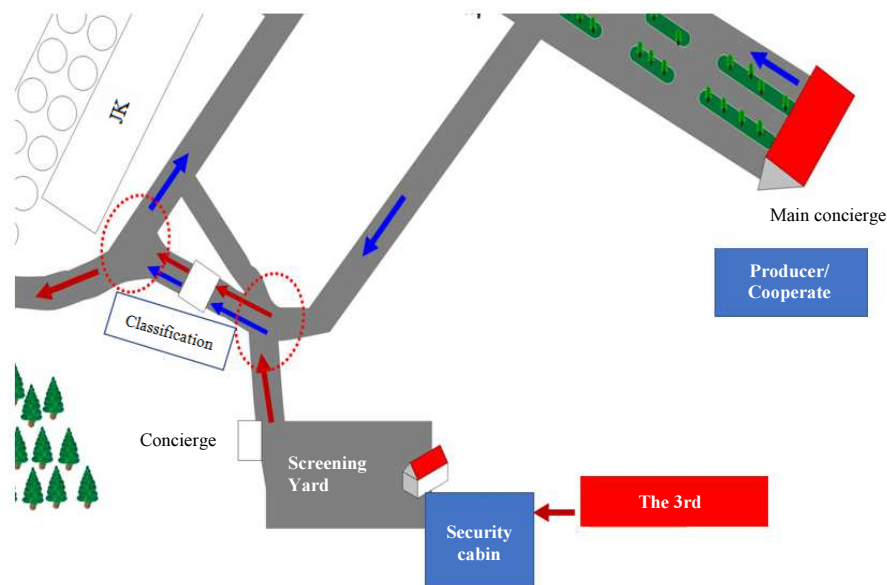 JK
Main concierge
Producer/
Cooperate
Classification
Concierge
Screening
Yard
The 3rd
Security
cabin